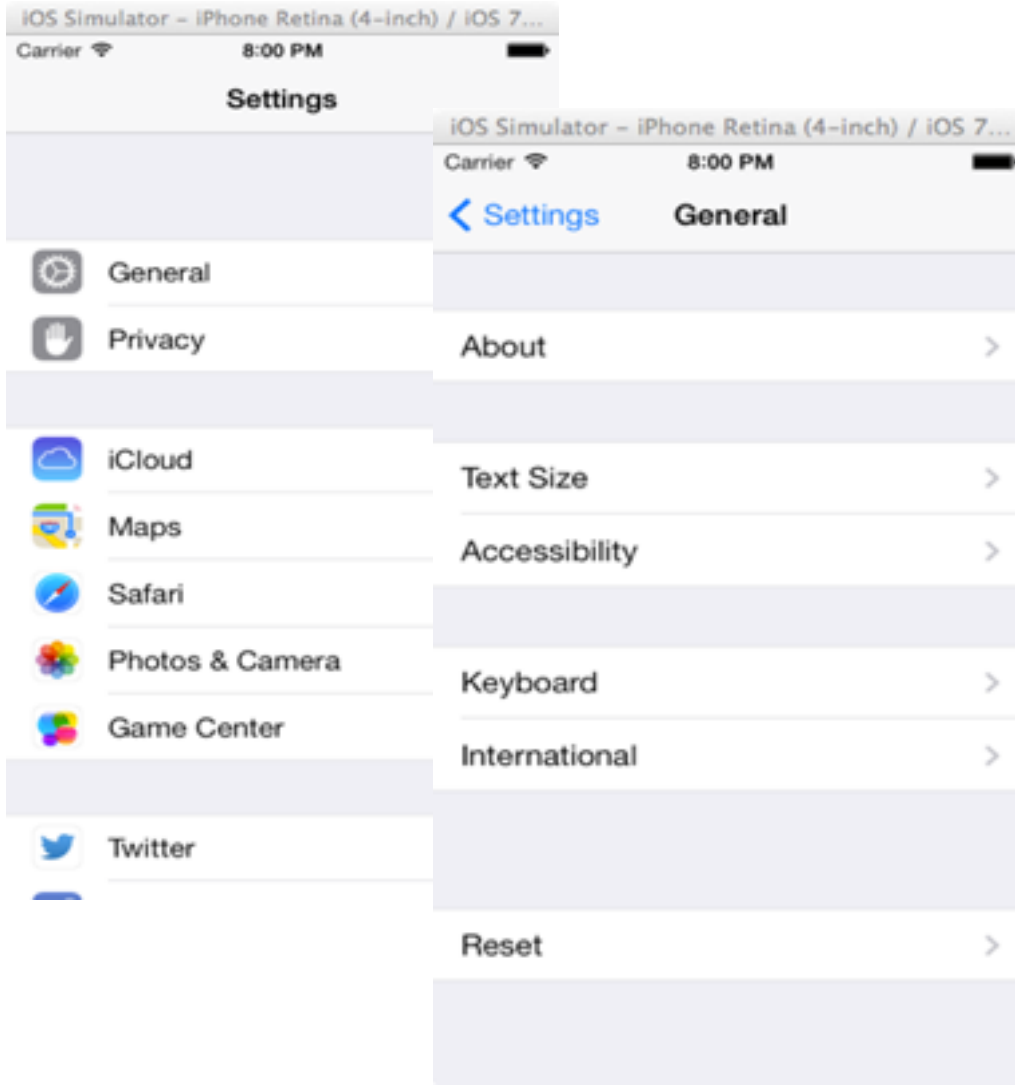 iOS Simulator – iPhone Retina (4-inch) / iOS 7...
Carrier 8:00 PM
Settings
General
Privacy
iCloud
Maps
Safari
Photos & Camera
Game Center
Twitter
iOS Simulator – iPhone Retina (4-inch) / iOS 7...
Carrier 8:00 PM
Settings General
About
Text Size
Accessibility
Keyboard
International
Reset